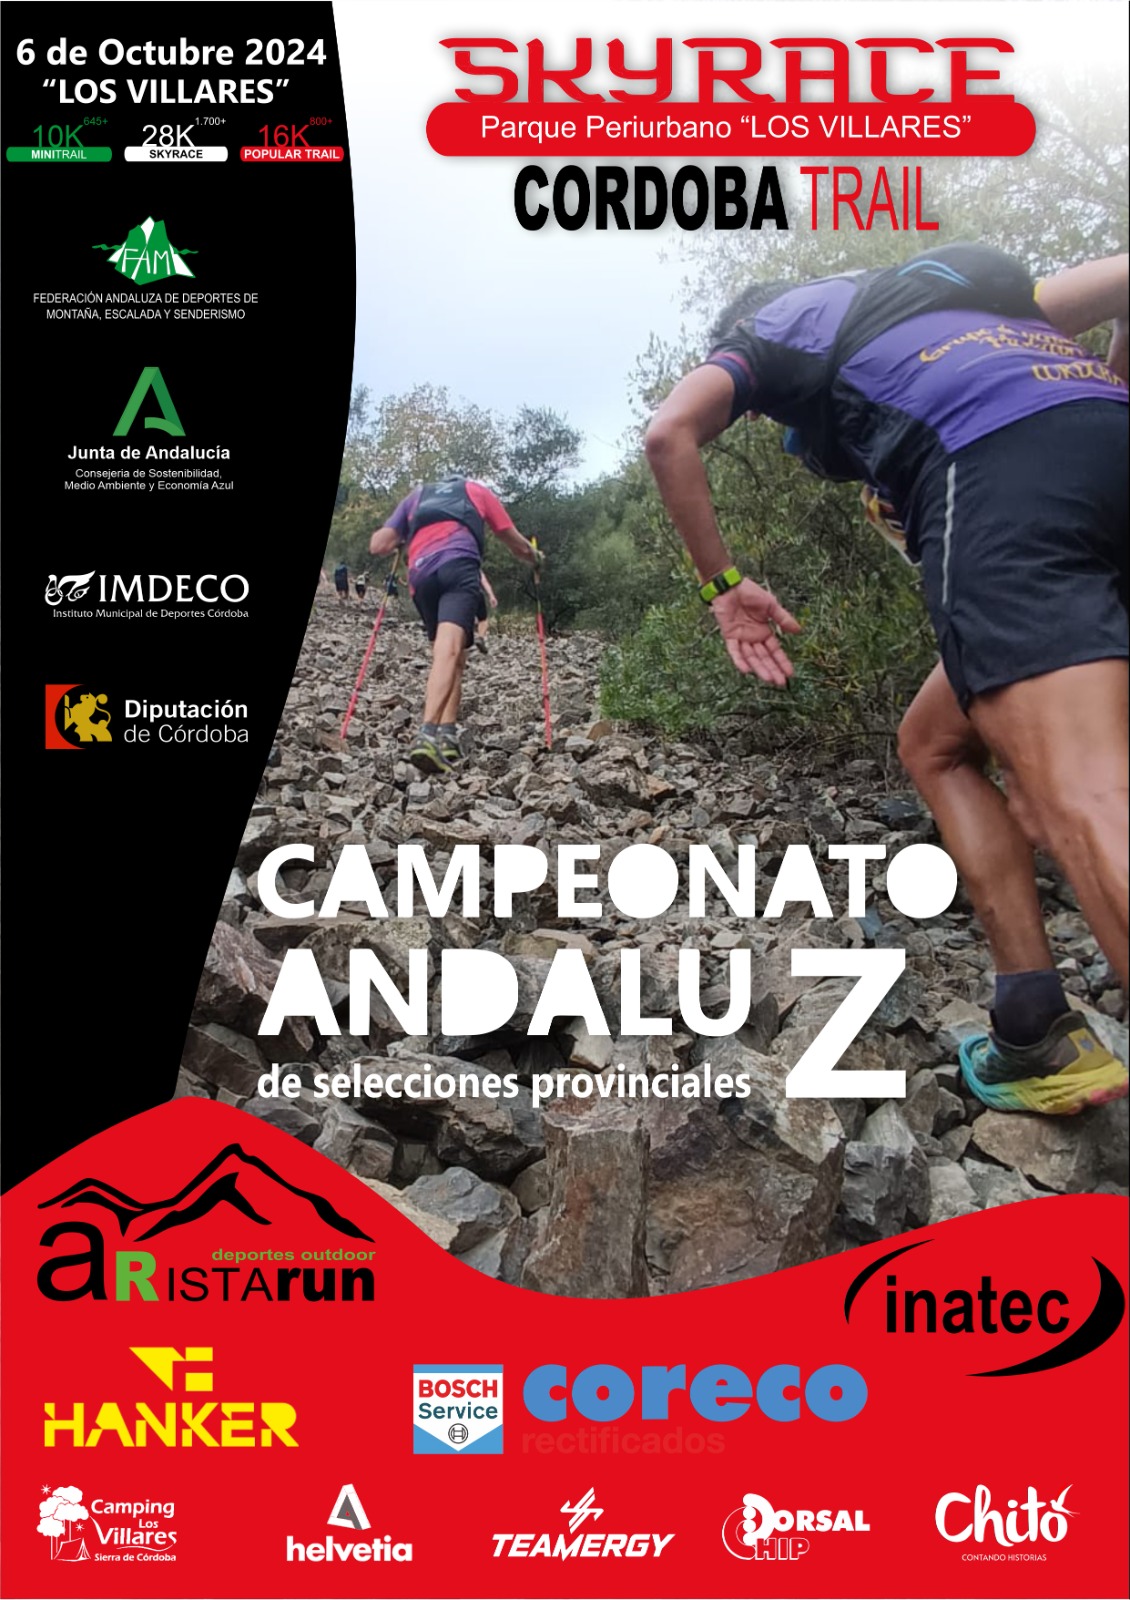 6 de Octubre 2024
“LOS VILLARES”
10K 645+
MINITRAIL
28K 1.700+
SKYRACE
16K 800+
POPULAR TRAIL
SKYRACE
Parque Periurbano “LOS VILLARES”
CORDOBA TRAIL
FAM
FEDERACIÓN ANDALUZA DE DEPORTES DE
MONTAÑA, ESCALADA Y SENDERISMO
Junta de Andalucía
Consejeria de Sostenibilidad,
Medio Ambiente y Economía Azul
IMDECO
Instituto Municipal de Deportes Córdoba
Diputación
de Córdoba
CAMPEONATO
ANDALUZ
de selecciones provinciales
deportes outdoor
aRISTArun
inatec
HANKER
BOSCH
Service
coreco
rectificados
Camping
Los
Villares
Sierra de Córdoba
helvetia
TEAMERGY
DORSAL
CHIP
Chitó
CONTANDO HISTORIAS